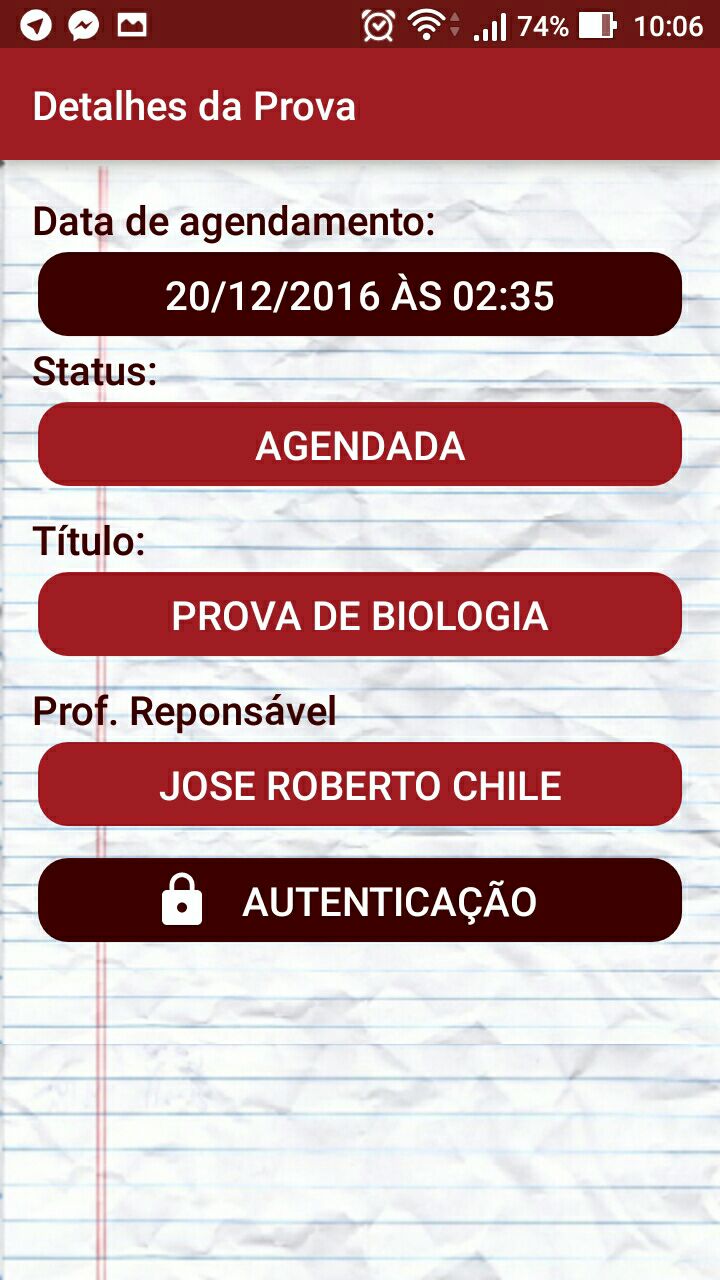 74% 10:06
Detalhes da Prova
Data de agendamento:
20/12/2016 ÀS 02:35
Status:
AGENDADA
Título:
PROVA DE BIOLOGIA
Prof. Reponsável
JOSE ROBERTO CHILE
AUTENTICAÇÃO